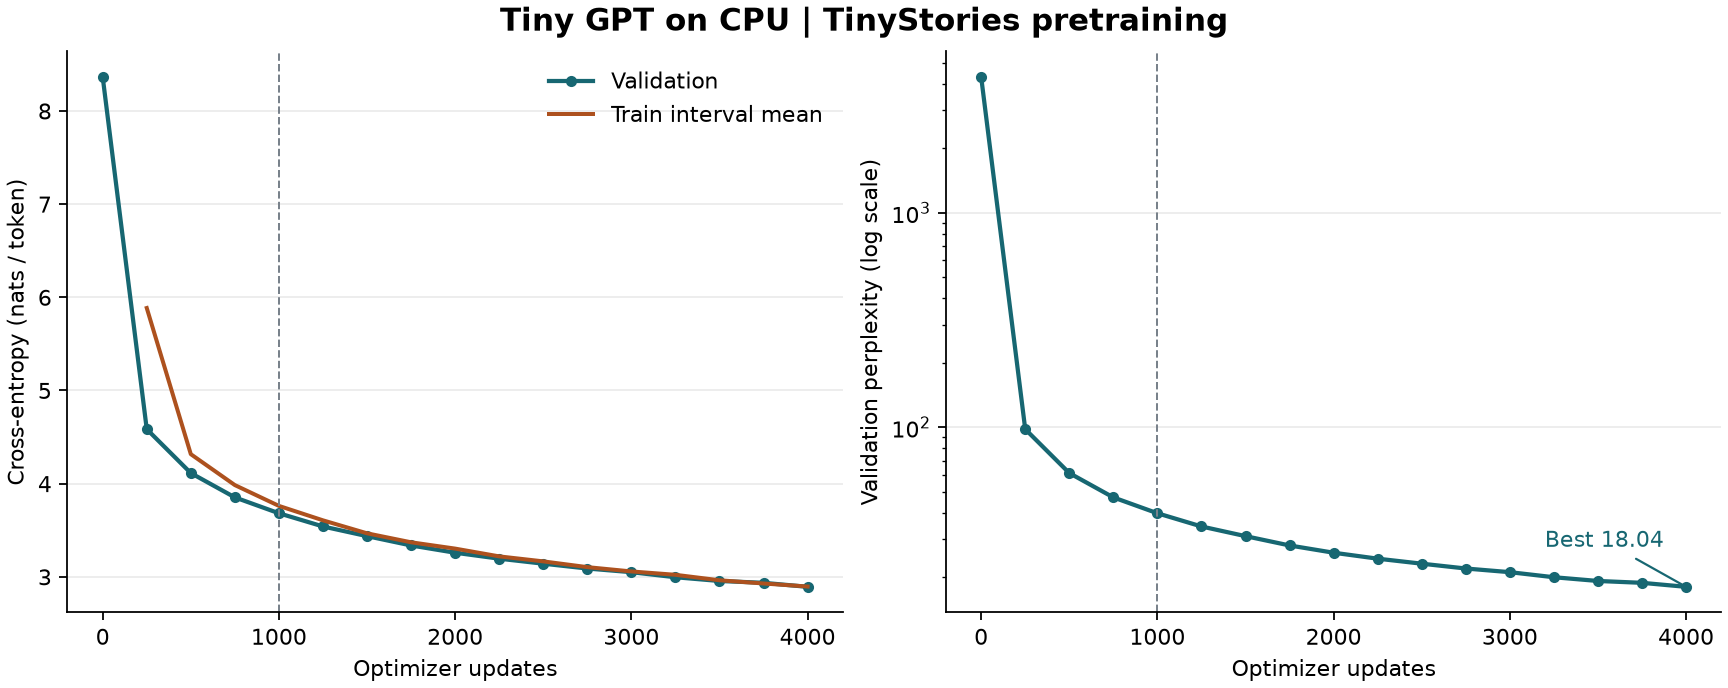 Tiny GPT on CPU | TinyStories pretraining
Cross-entropy (nats / token)
8
7
6
5
4
3
Validation
Train interval mean
0 1000 2000 3000 4000
Optimizer updates
Validation perplexity (log scale)
10³
10²
Best 18.04
0 1000 2000 3000 4000
Optimizer updates